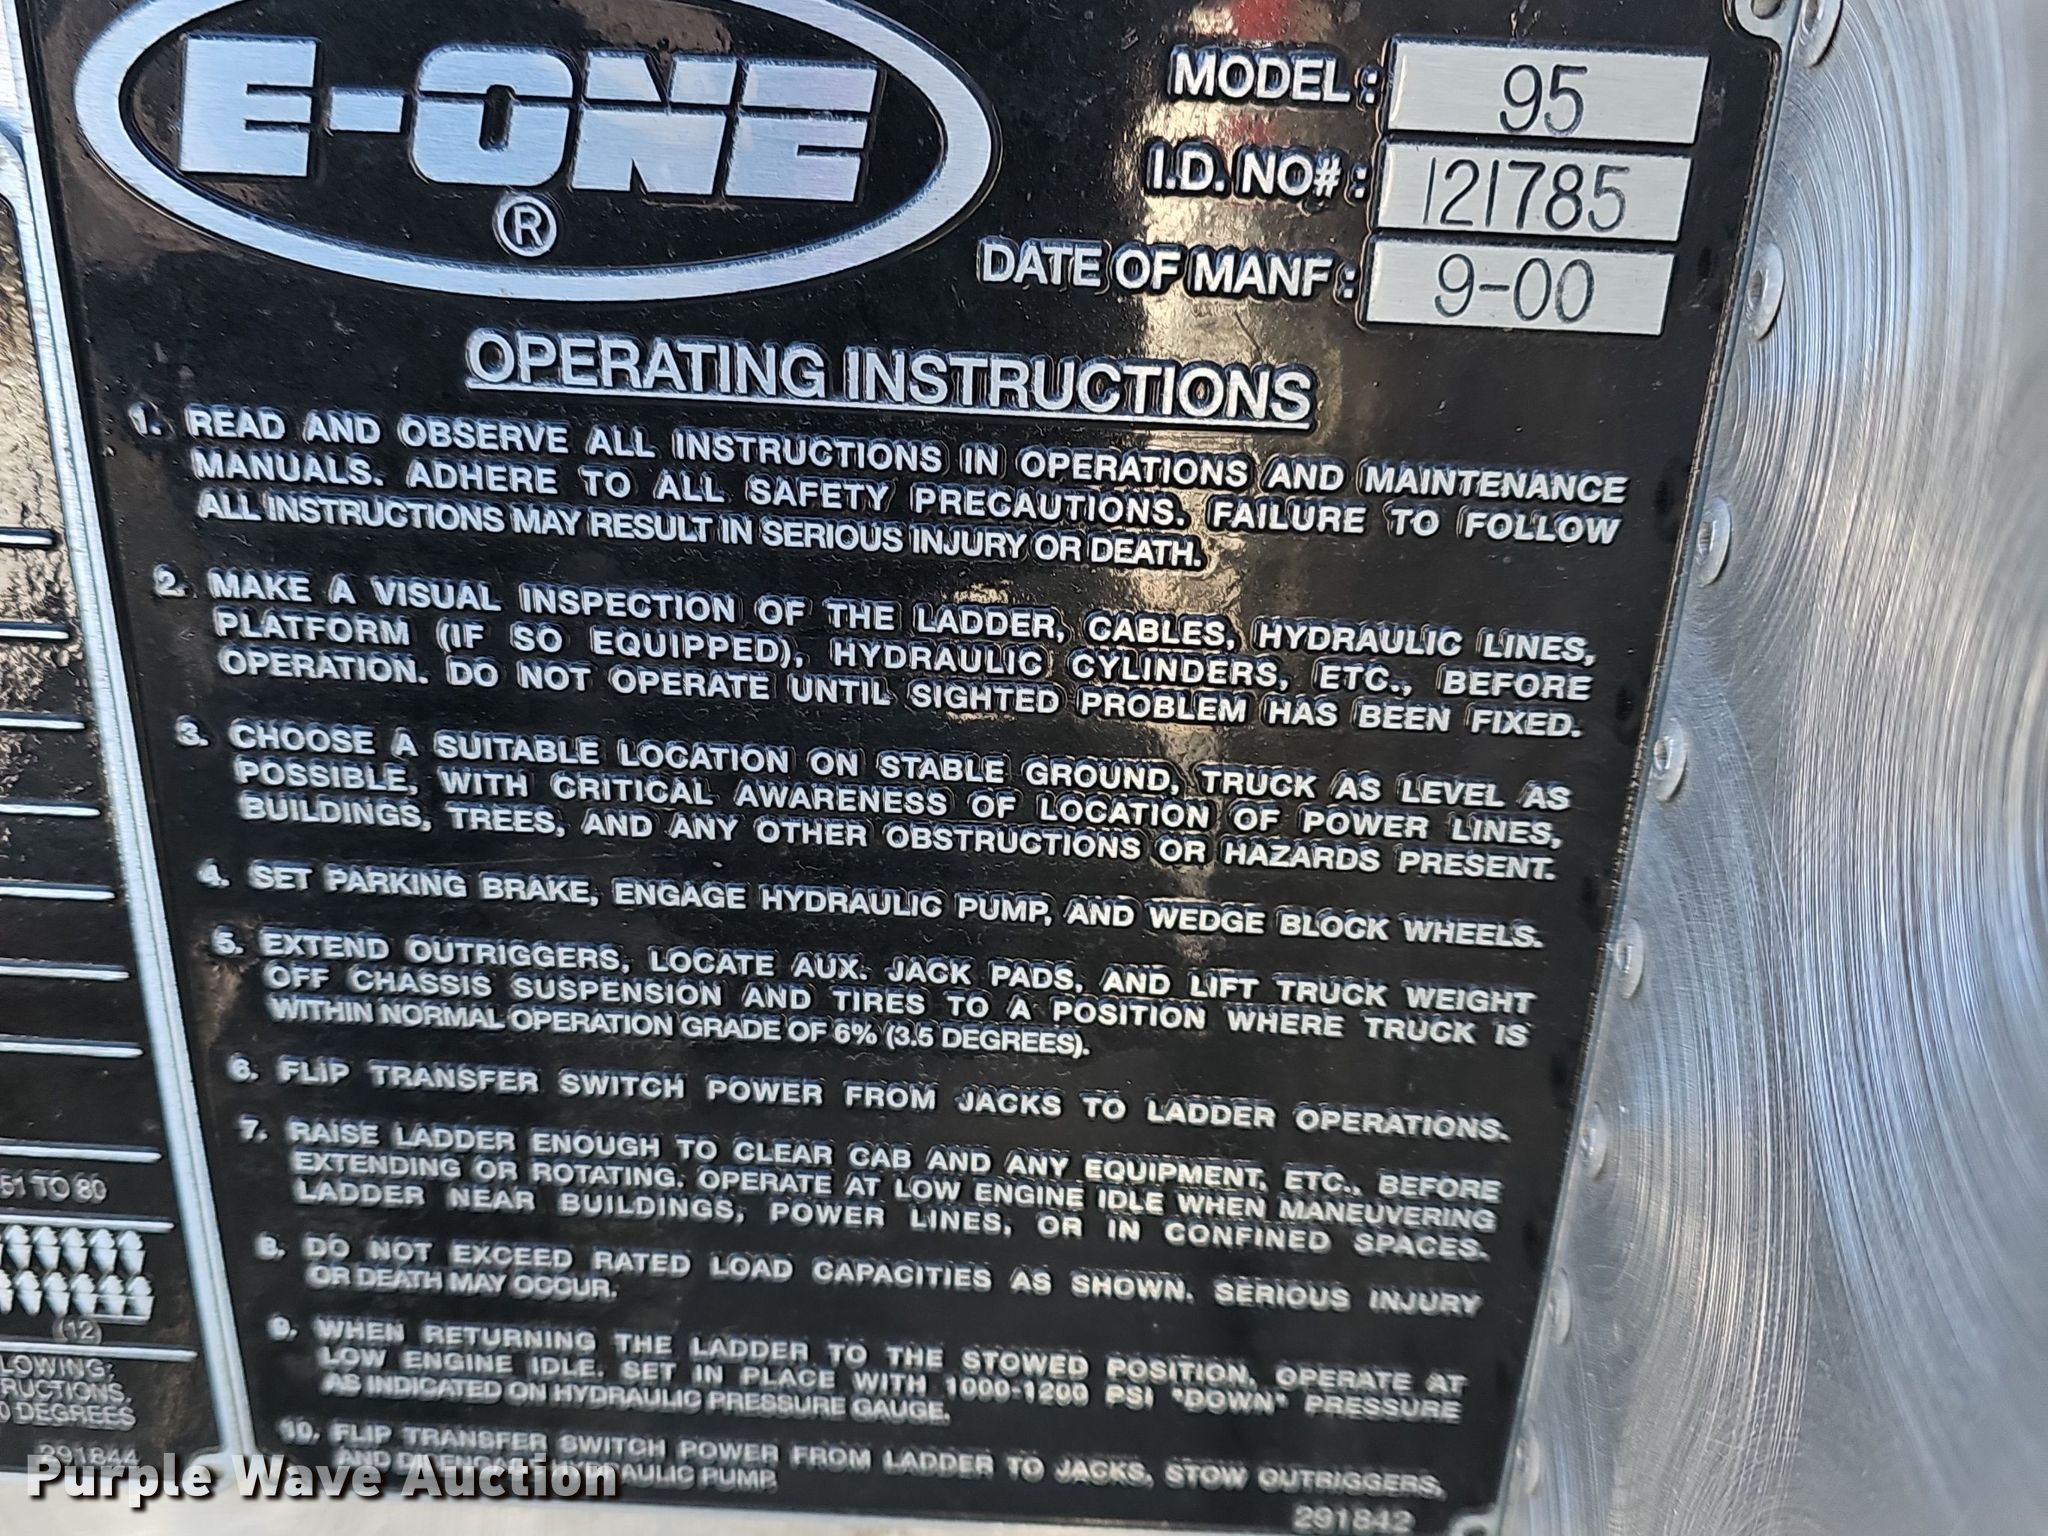 E-ONE
®
MODEL: 95
I.D. NO#: 121785
DATE OF MANF: 9-00
OPERATING INSTRUCTIONS
1. READ AND OBSERVE ALL INSTRUCTIONS IN OPERATIONS AND MAINTENANCE
MANUALS. ADHERE TO ALL SAFETY PRECAUTIONS. FAILURE TO FOLLOW
ALL INSTRUCTIONS MAY RESULT IN SERIOUS INJURY OR DEATH.
2. MAKE A VISUAL INSPECTION OF THE LADDER, CABLES, HYDRAULIC LINES,
PLATFORM (IF SO EQUIPPED), HYDRAULIC CYLINDERS, ETC., BEFORE
OPERATION. DO NOT OPERATE UNTIL SIGHTED PROBLEM HAS BEEN FIXED.
3. CHOOSE A SUITABLE LOCATION ON STABLE GROUND, TRUCK AS LEVEL AS
POSSIBLE, WITH CRITICAL AWARENESS OF LOCATION OF POWER LINES,
BUILDINGS, TREES, AND ANY OTHER OBSTRUCTIONS OR HAZARDS PRESENT.
4. SET PARKING BRAKE, ENGAGE HYDRAULIC PUMP, AND WEDGE BLOCK WHEELS.
5. EXTEND OUTRIGGERS, LOCATE AUX. JACK PADS, AND LIFT TRUCK WEIGHT
OFF CHASSIS SUSPENSION AND TIRES TO A POSITION WHERE TRUCK IS
WITHIN NORMAL OPERATION GRADE OF 6% (3.5 DEGREES).
6. FLIP TRANSFER SWITCH POWER FROM JACKS TO LADDER OPERATIONS.
7. RAISE LADDER ENOUGH TO CLEAR CAB AND ANY EQUIPMENT, ETC., BEFORE
EXTENDING OR ROTATING. OPERATE AT LOW ENGINE IDLE WHEN MANEUVERING
LADDER NEAR BUILDINGS, POWER LINES, OR IN CONFINED SPACES.
8. DO NOT EXCEED RATED LOAD CAPACITIES AS SHOWN. SERIOUS INJURY
OR DEATH MAY OCCUR.
9. WHEN RETURNING THE LADDER TO THE STOWED POSITION, OPERATE AT
LOW ENGINE IDLE. SET IN PLACE WITH 1000-1200 PSI "DOWN" PRESSURE
AS INDICATED ON HYDRAULIC PRESSURE GAUGE.
10. FLIP TRANSFER SWITCH POWER FROM LADDER TO JACKS, STOW OUTRIGGERS,
AND HYDRAULIC PUMP.
291842
51 TO 80
(12)
LOWING:
RUCTIONS,
0 DEGREES
291844
Purple Wave Auction